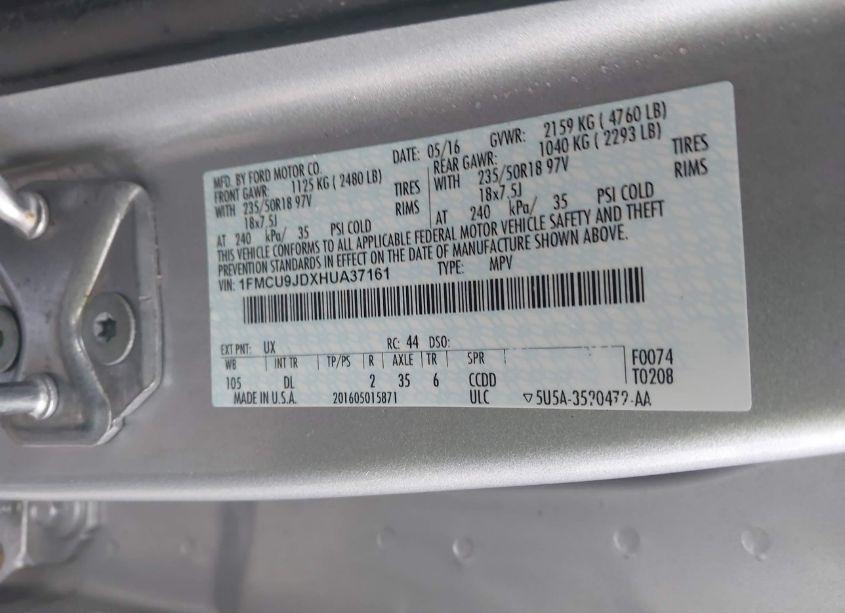 MFD. BY FORD MOTOR CO. DATE: 05/16 GVWR: 2159 KG ( 4760 LB)
FRONT GAWR: 1125 KG ( 2480 LB) REAR GAWR: 1040 KG ( 2293 LB)
WITH 235/50R18 97V TIRES WITH 235/50R18 97V TIRES
18x7.5J RIMS 18x7.5J RIMS
AT 240 kPa/ 35 PSI COLD AT 240 kPa/ 35 PSI COLD
THIS VEHICLE CONFORMS TO ALL APPLICABLE FEDERAL MOTOR VEHICLE SAFETY AND THEFT
PREVENTION STANDARDS IN EFFECT ON THE DATE OF MANUFACTURE SHOWN ABOVE.
VIN: 1FMCU9JDXHUA37161 TYPE: MPV
EXT PNT: UX RC: 44 DSO:
WB INT TR TP/PS R AXLE TR SPR F0074
105 DL 2 35 6 CCDD T0208
MADE IN U.S.A. 201605015871 ULC